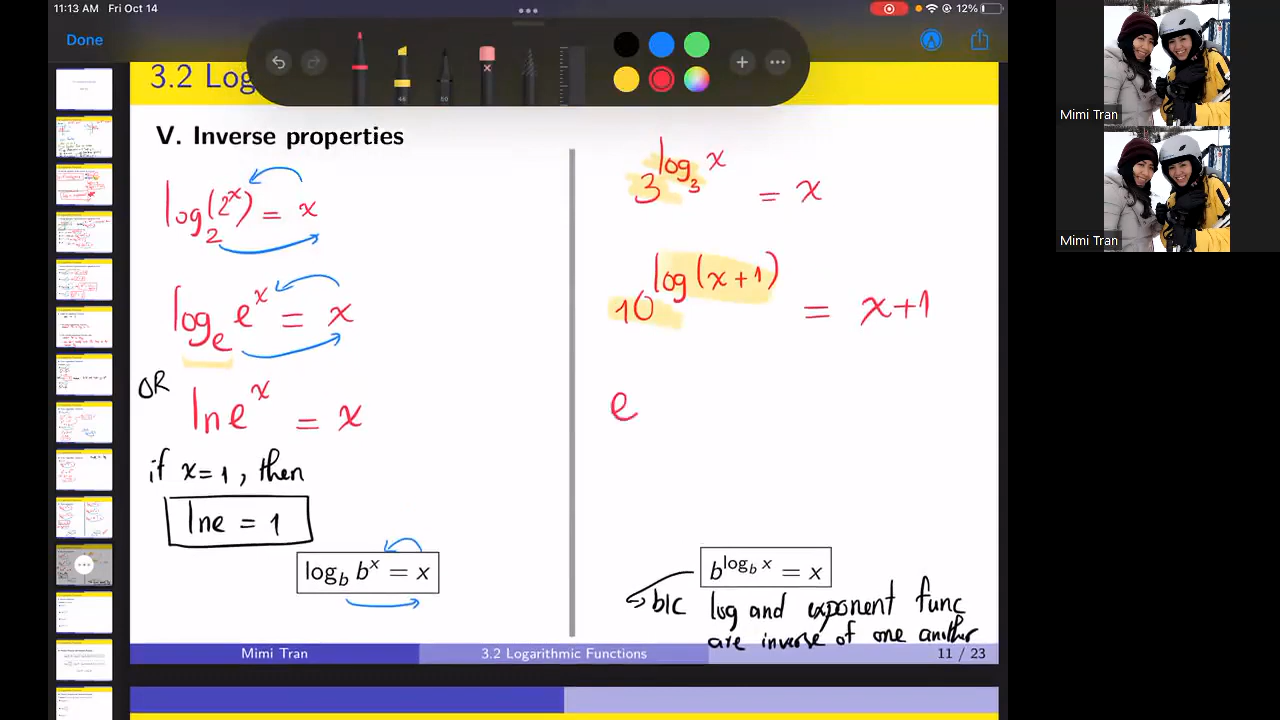 11:13 AM Fri Oct 14
12%
Done
3.2 Log
V. Inverse properties
log₂(2^x) = x
logₑ e^x = x
OR
ln e^x = x
if x=1, then
lne = 1
log_b b^x = x
3^(log₃ x) = x
10^(log(x+1)) = x+1
e
b^(log_b x) = x
b/c log and exponent func
are inverse of one another
Mimi Tran
3.2 Logarithmic Functions
11 / 23
Mimi Tran
Mimi Tran